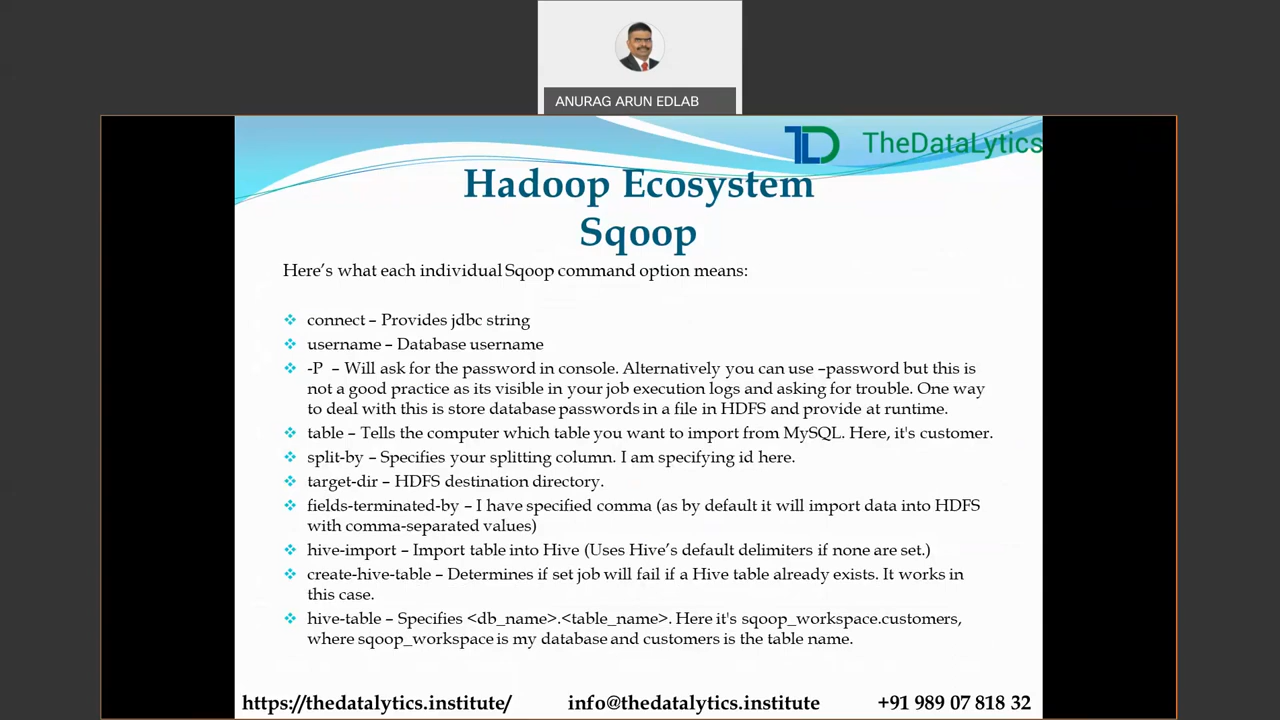 ANURAG ARUN EDLAB
TheDataLytics
Hadoop Ecosystem
Sqoop
Here’s what each individual Sqoop command option means:
connect – Provides jdbc string
username – Database username
-P – Will ask for the password in console. Alternatively you can use –password but this is
not a good practice as its visible in your job execution logs and asking for trouble. One way
to deal with this is store database passwords in a file in HDFS and provide at runtime.
table – Tells the computer which table you want to import from MySQL. Here, it's customer.
split-by – Specifies your splitting column. I am specifying id here.
target-dir – HDFS destination directory.
fields-terminated-by – I have specified comma (as by default it will import data into HDFS
with comma-separated values)
hive-import – Import table into Hive (Uses Hive’s default delimiters if none are set.)
create-hive-table – Determines if set job will fail if a Hive table already exists. It works in
this case.
hive-table – Specifies <db_name>.<table_name>. Here it's sqoop_workspace.customers,
where sqoop_workspace is my database and customers is the table name.
https://thedatalytics.institute/ info@thedatalytics.institute +91 989 07 818 32